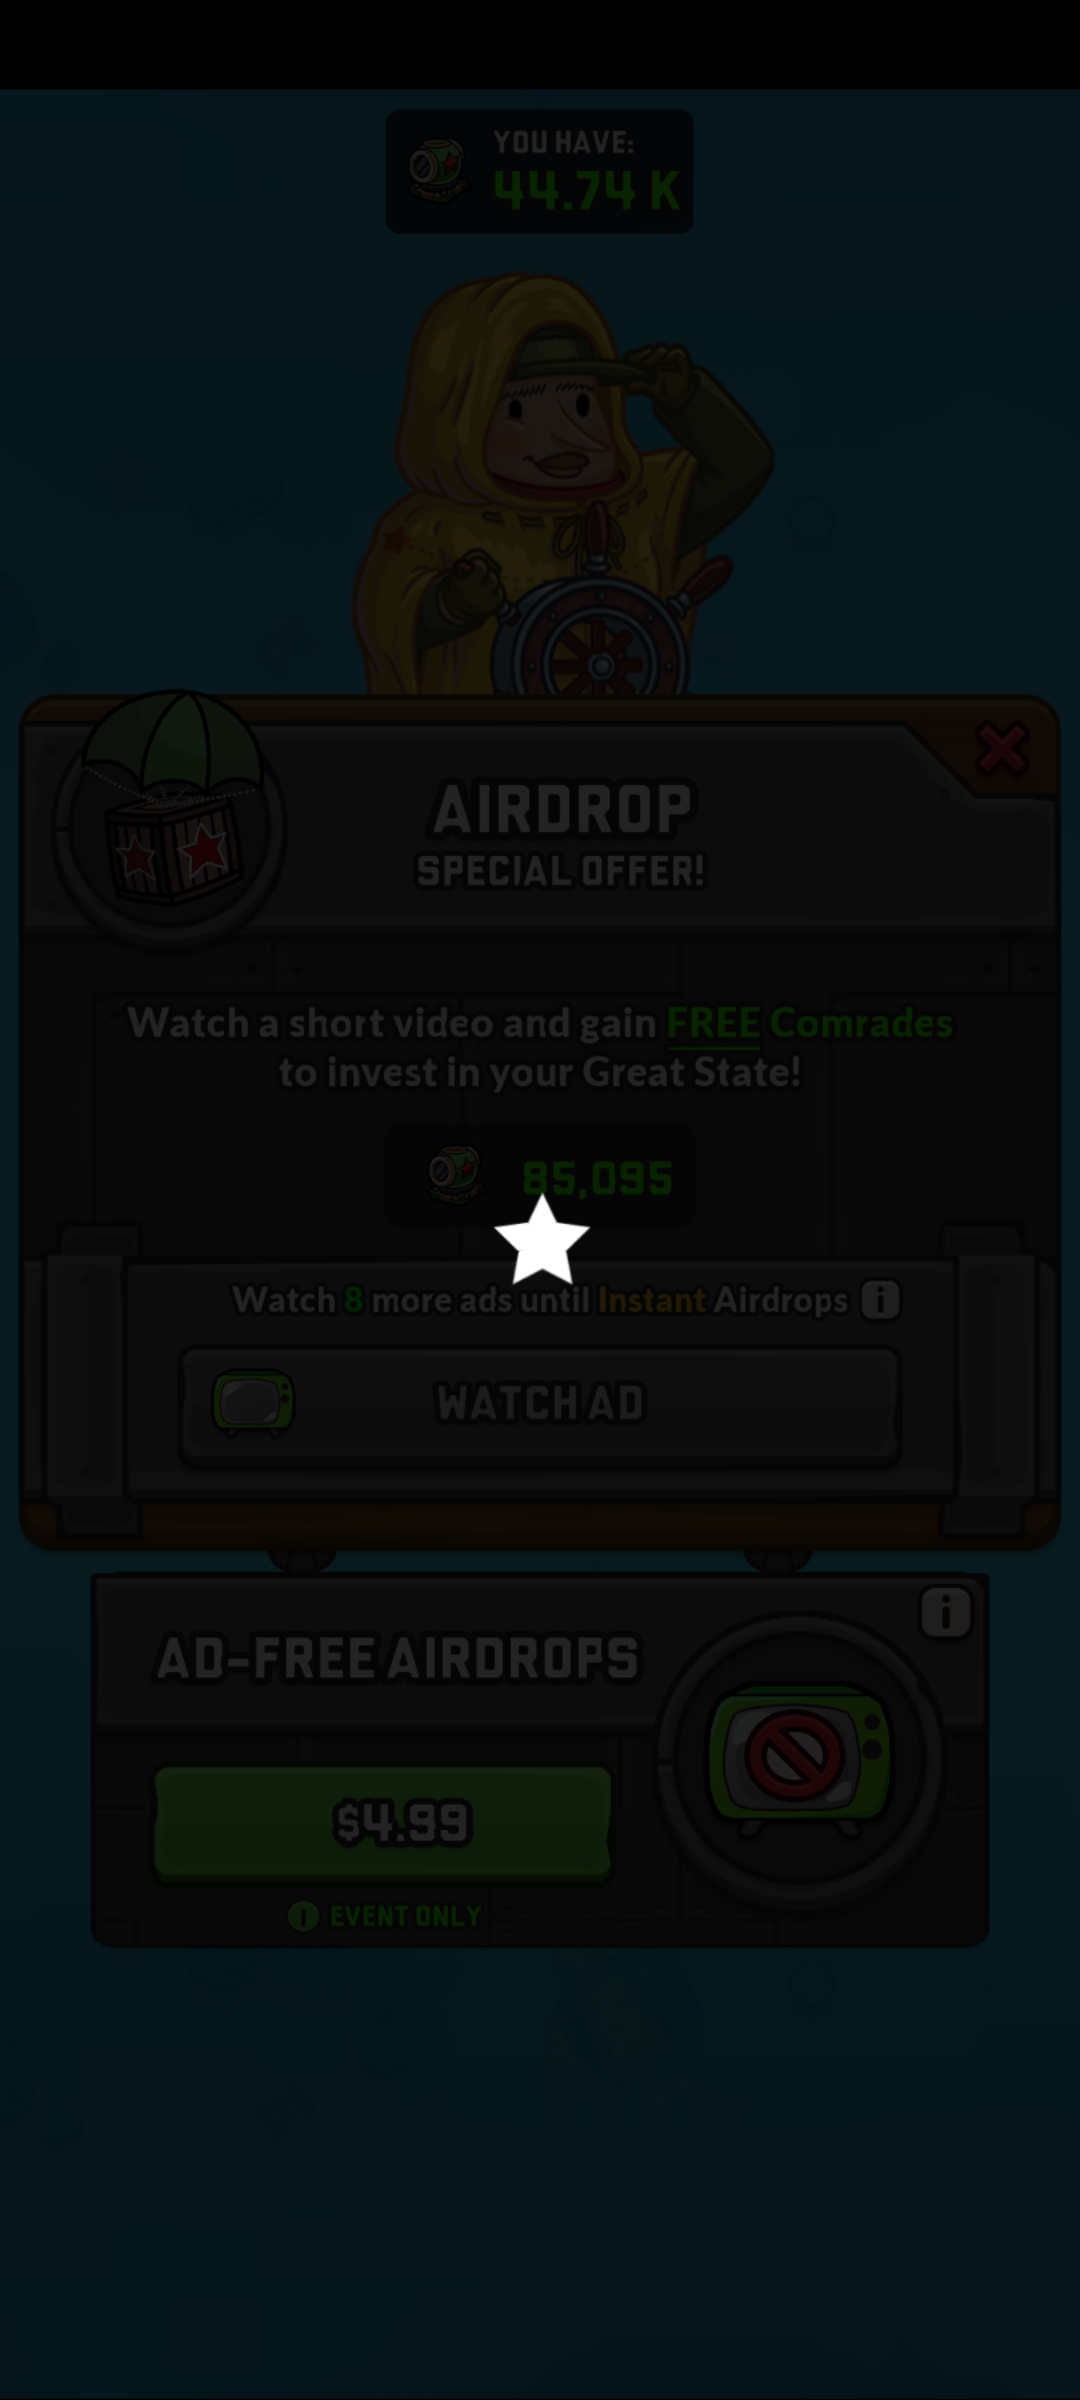 YOU HAVE:
44.74 K
AIRDROP
SPECIAL OFFER!
Watch a short video and gain FREE Comrades
to invest in your Great State!
85,095
Watch 8 more ads until Instant Airdrops i
WATCH AD
i
AD-FREE AIRDROPS
$4.99
i EVENT ONLY